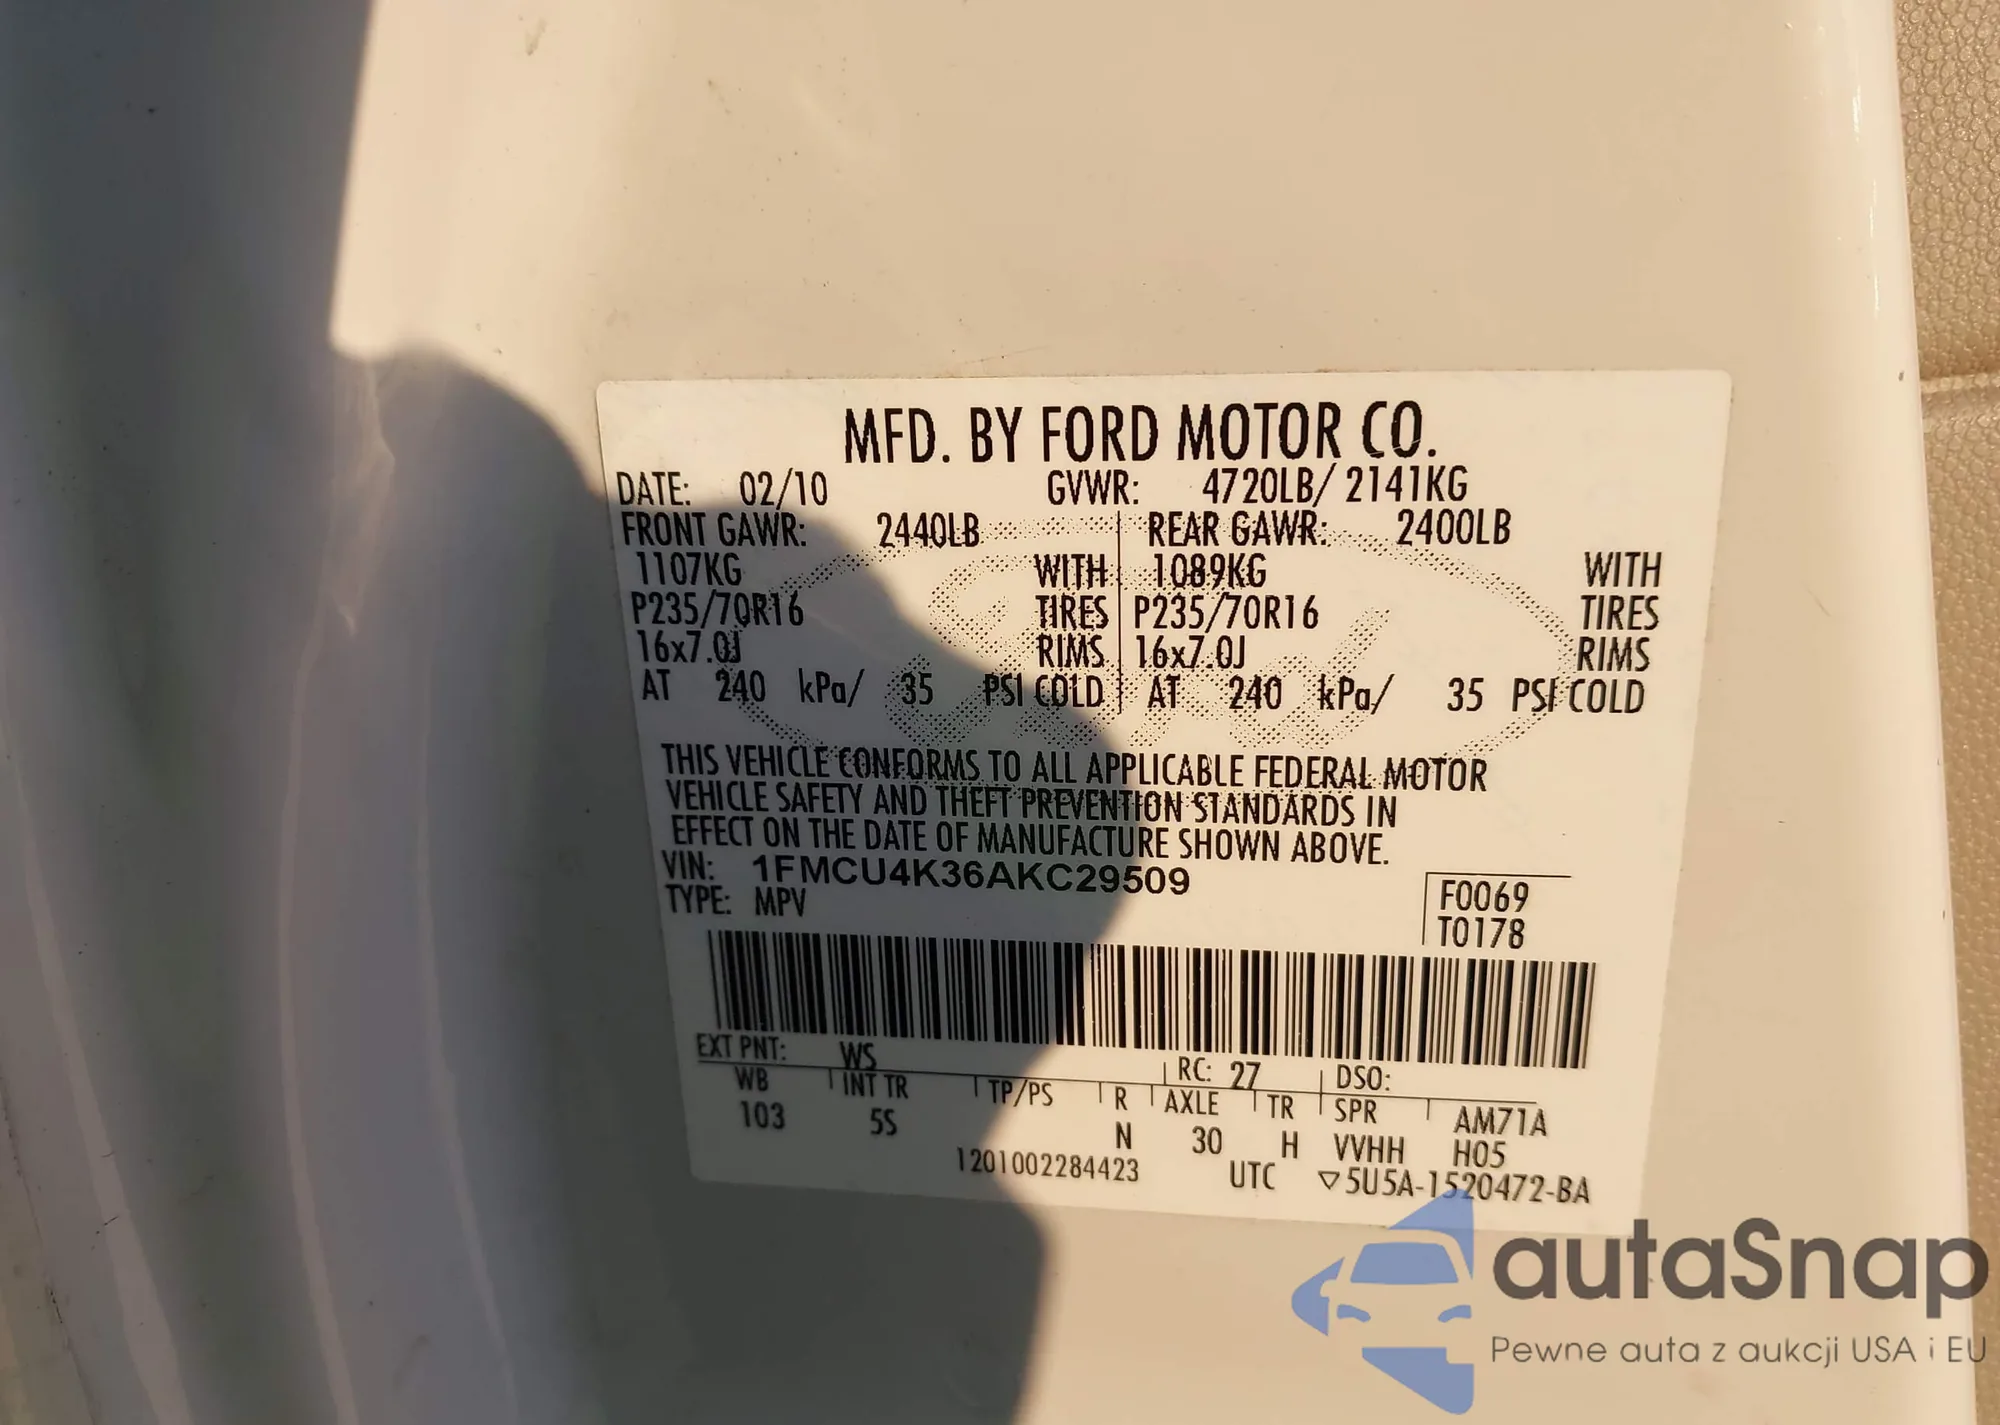 MFD. BY FORD MOTOR CO.
DATE: 02/10 GVWR: 4720LB/ 2141KG
FRONT GAWR: 2440LB REAR GAWR: 2400LB
1107KG WITH 1089KG WITH
P235/70R16 TIRES P235/70R16 TIRES
16x7.0J RIMS 16x7.0J RIMS
AT 240 kPa/ 35 PSI COLD AT 240 kPa/ 35 PSI COLD
THIS VEHICLE CONFORMS TO ALL APPLICABLE FEDERAL MOTOR
VEHICLE SAFETY AND THEFT PREVENTION STANDARDS IN
EFFECT ON THE DATE OF MANUFACTURE SHOWN ABOVE.
VIN: 1FMCU4K36AKC29509
TYPE: MPV
F0069
T0178
EXT PNT: WS RC: 27 DSO:
WB INT TR TP/PS R AXLE TR SPR AM71A
103 5S N 30 H VVHH H05
1201002284423 UTC ▽5U5A-1520472-BA
autaSnap
Pewne auta z aukcji USA i EU